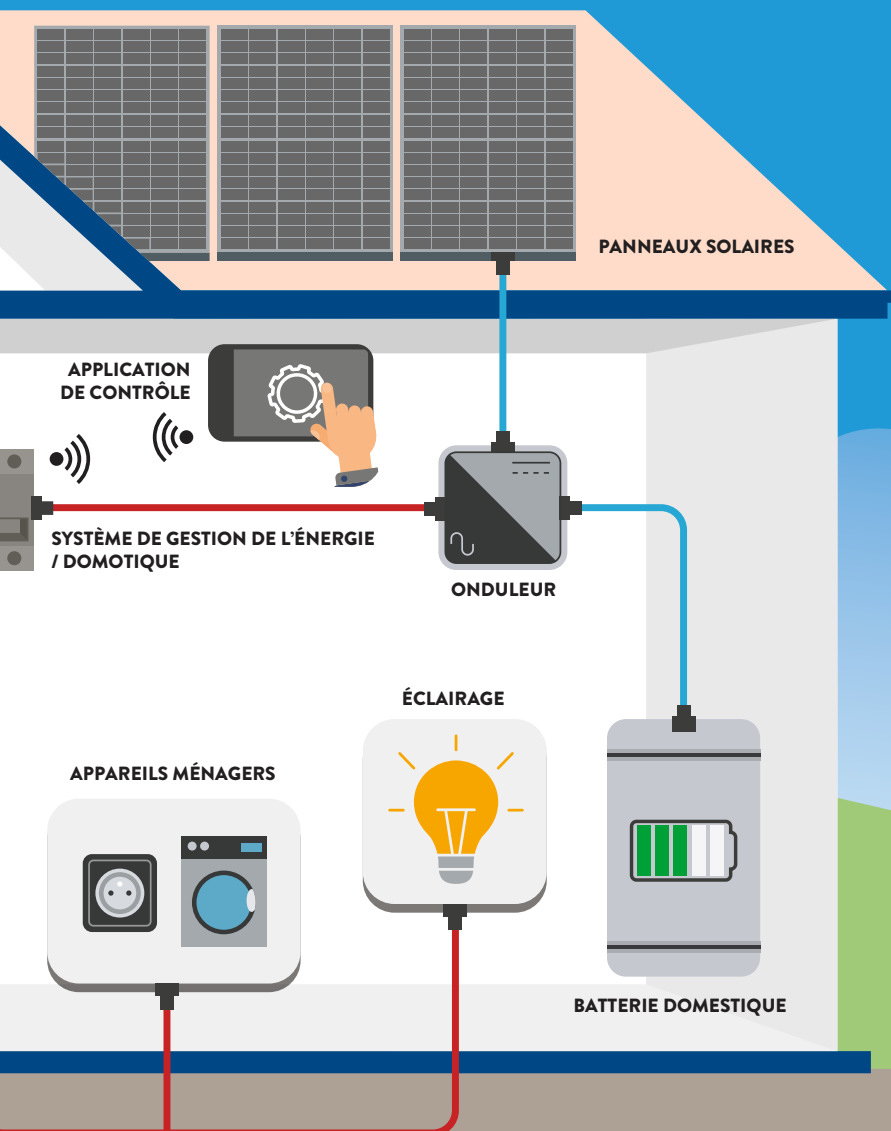 PANNEAUX SOLAIRES
APPLICATION
DE CONTRÔLE
SYSTÈME DE GESTION DE L'ÉNERGIE
/ DOMOTIQUE
ONDULEUR
ÉCLAIRAGE
APPAREILS MÉNAGERS
BATTERIE DOMESTIQUE